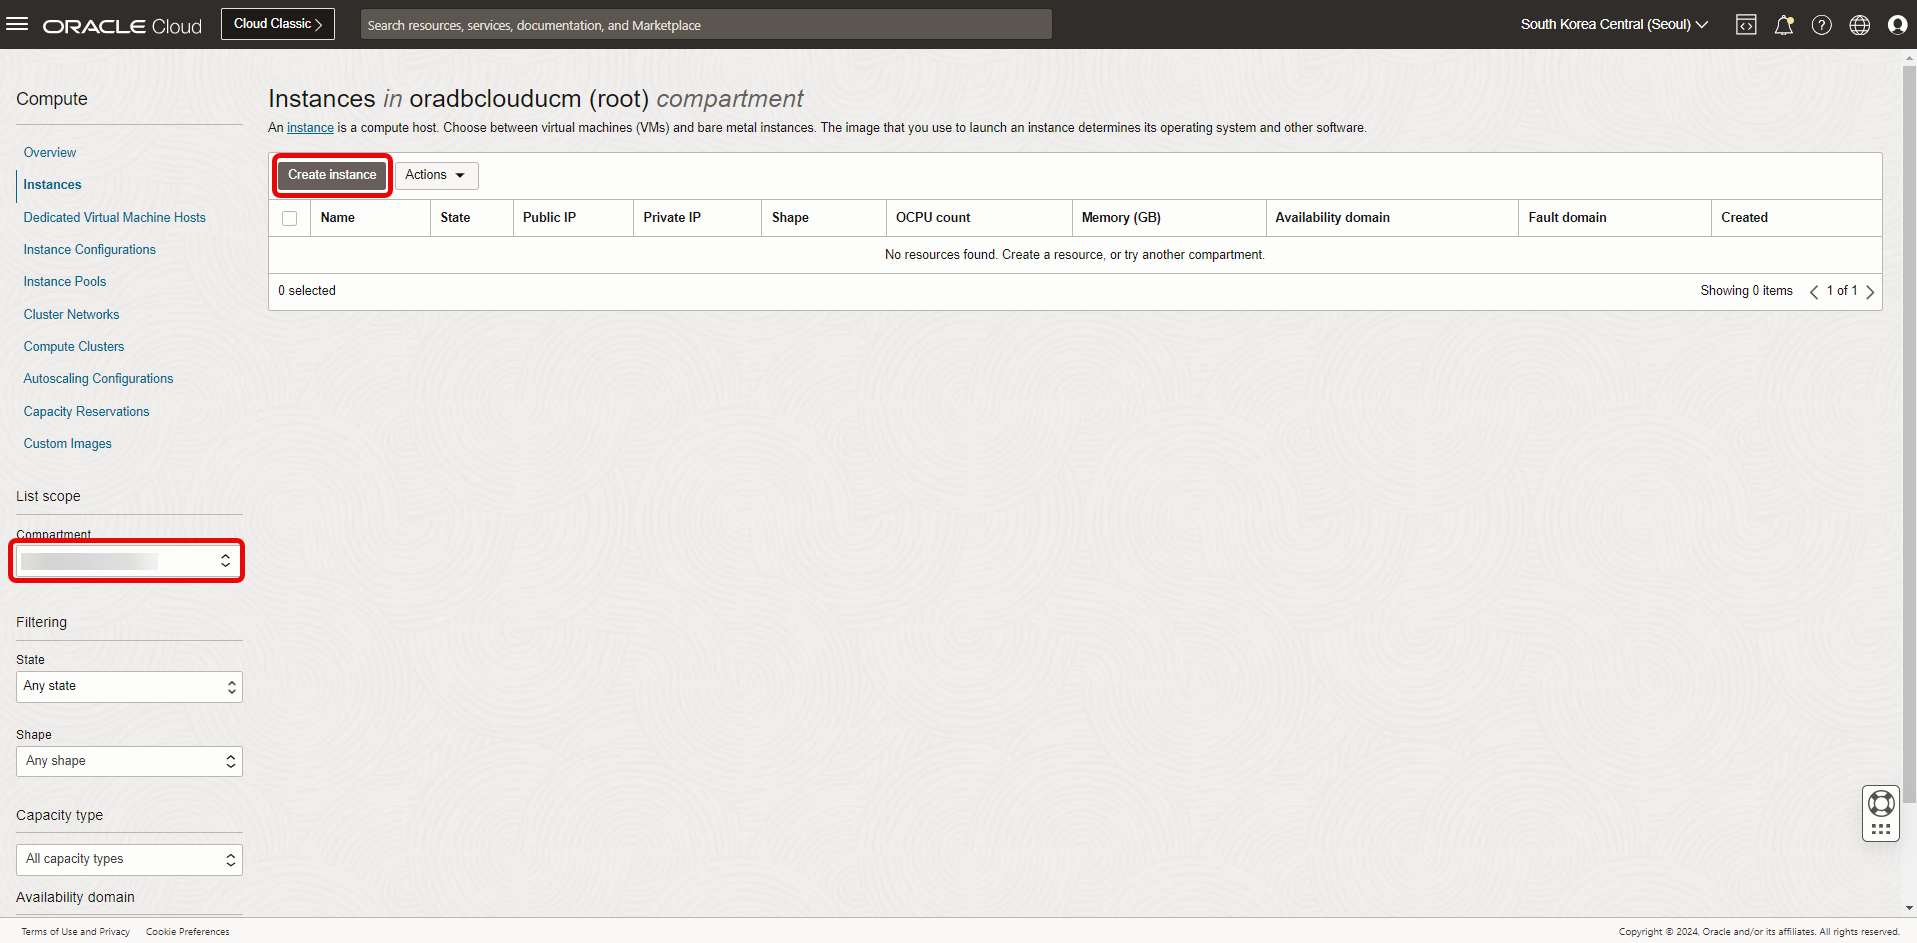 ORACLE Cloud
Cloud Classic
Search resources, services, documentation, and Marketplace
South Korea Central (Seoul)
Compute
Overview
Instances
Dedicated Virtual Machine Hosts
Instance Configurations
Instance Pools
Cluster Networks
Compute Clusters
Autoscaling Configurations
Capacity Reservations
Custom Images
List scope
Compartment
Filtering
State
Any state
Shape
Any shape
Capacity type
All capacity types
Availability domain
Instances in oradbclouducm (root) compartment
An instance is a compute host. Choose between virtual machines (VMs) and bare metal instances. The image that you use to launch an instance determines its operating system and other software.
Create instance Actions
Name State Public IP Private IP Shape OCPU count Memory (GB) Availability domain Fault domain Created
No resources found. Create a resource, or try another compartment.
0 selected Showing 0 items 1 of 1
Terms of Use and Privacy Cookie Preferences
Copyright © 2024, Oracle and/or its affiliates. All rights reserved.